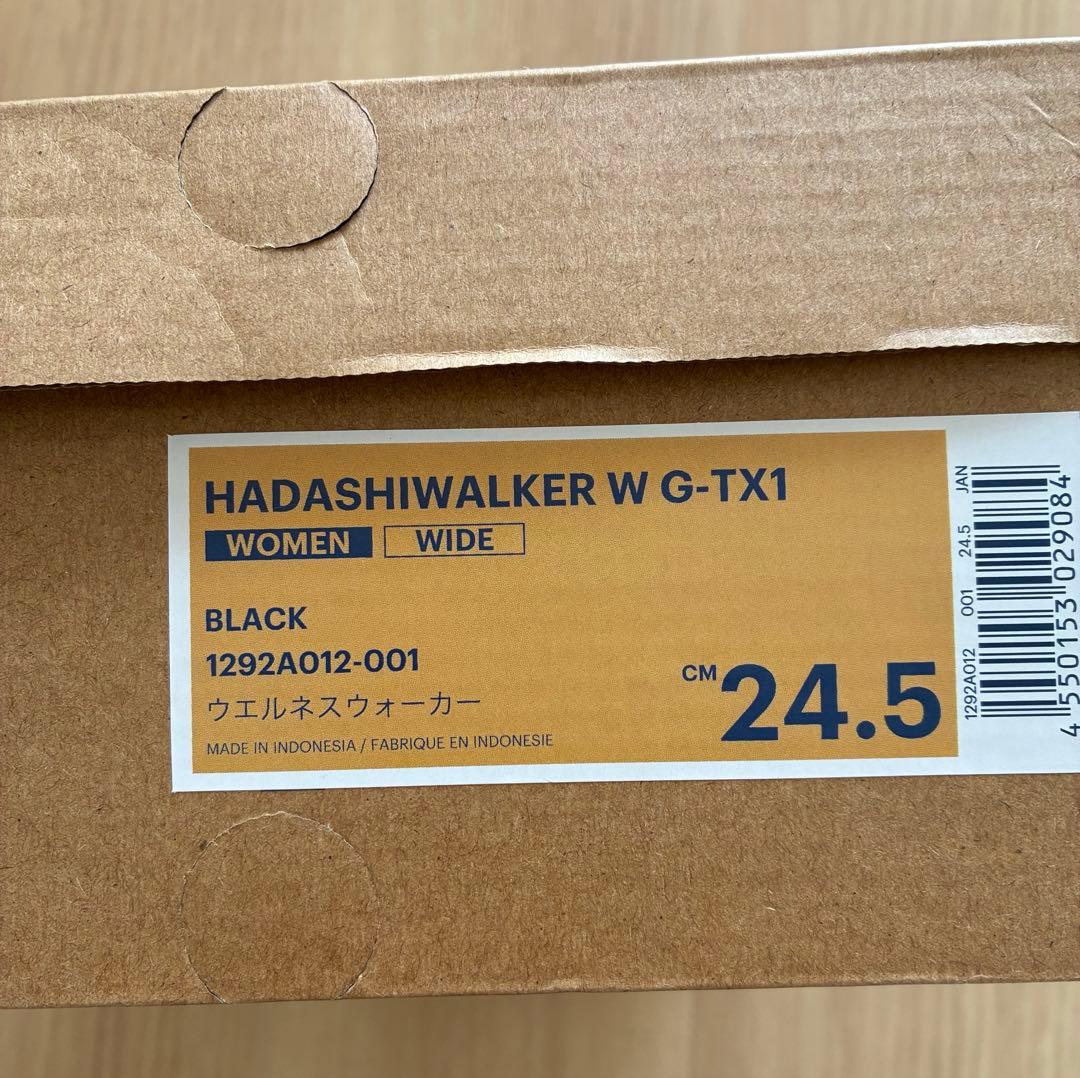 HADASHIWALKER W G-TX1
WOMEN WIDE
BLACK
1292A012-001
ウエルネスウォーカー
CM 24.5
MADE IN INDONESIA / FABRIQUE EN INDONESIE
1292A012 001 24.5 JAN
4 550153 029084